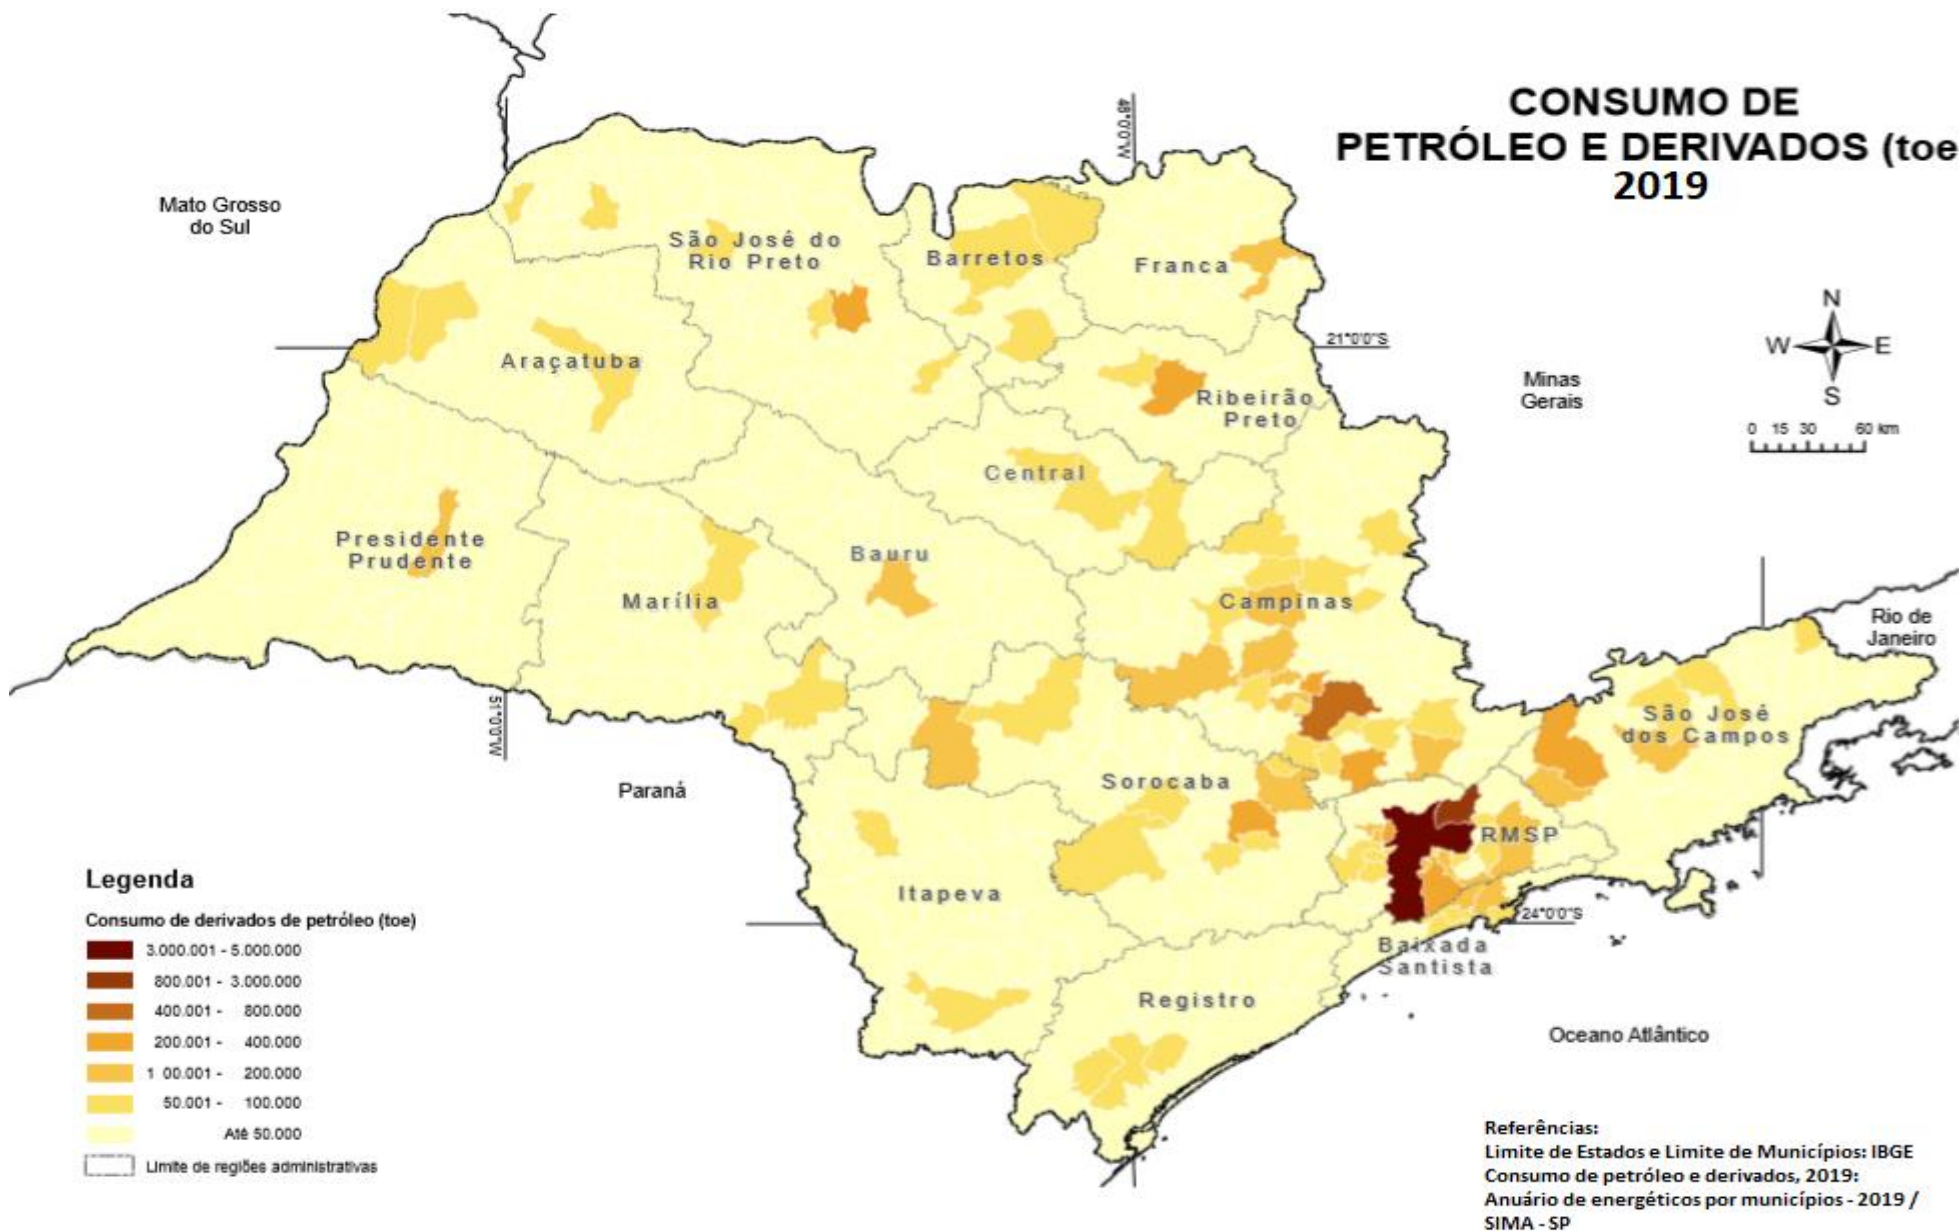 CONSUMO DE
PETRÓLEO E DERIVADOS (toe
2019
48°0'0"W
Mato Grosso
do Sul
São José do
Rio Preto
Barretos
Franca
N
W E
S
21°0'0"S
Araçatuba
Minas
Gerais
Ribeirão
Preto
0 15 30 60 km
Central
Presidente
Prudente
Bauru
Marília
Campinas
Rio de
Janeiro
51°0'0"W
São José
dos Campos
Paraná
Sorocaba
RMSP
Itapeva
24°0'0"S
Baixada
Santista
Registro
Oceano Atlântico
Legenda
Consumo de derivados de petróleo (toe)
3.000.001 - 5.000.000
800.001 - 3.000.000
400.001 - 800.000
200.001 - 400.000
1 00.001 - 200.000
50.001 - 100.000
Até 50.000
Limite de regiões administrativas
Referências:
Limite de Estados e Limite de Municípios: IBGE
Consumo de petróleo e derivados, 2019:
Anuário de energéticos por municípios - 2019 /
SIMA - SP